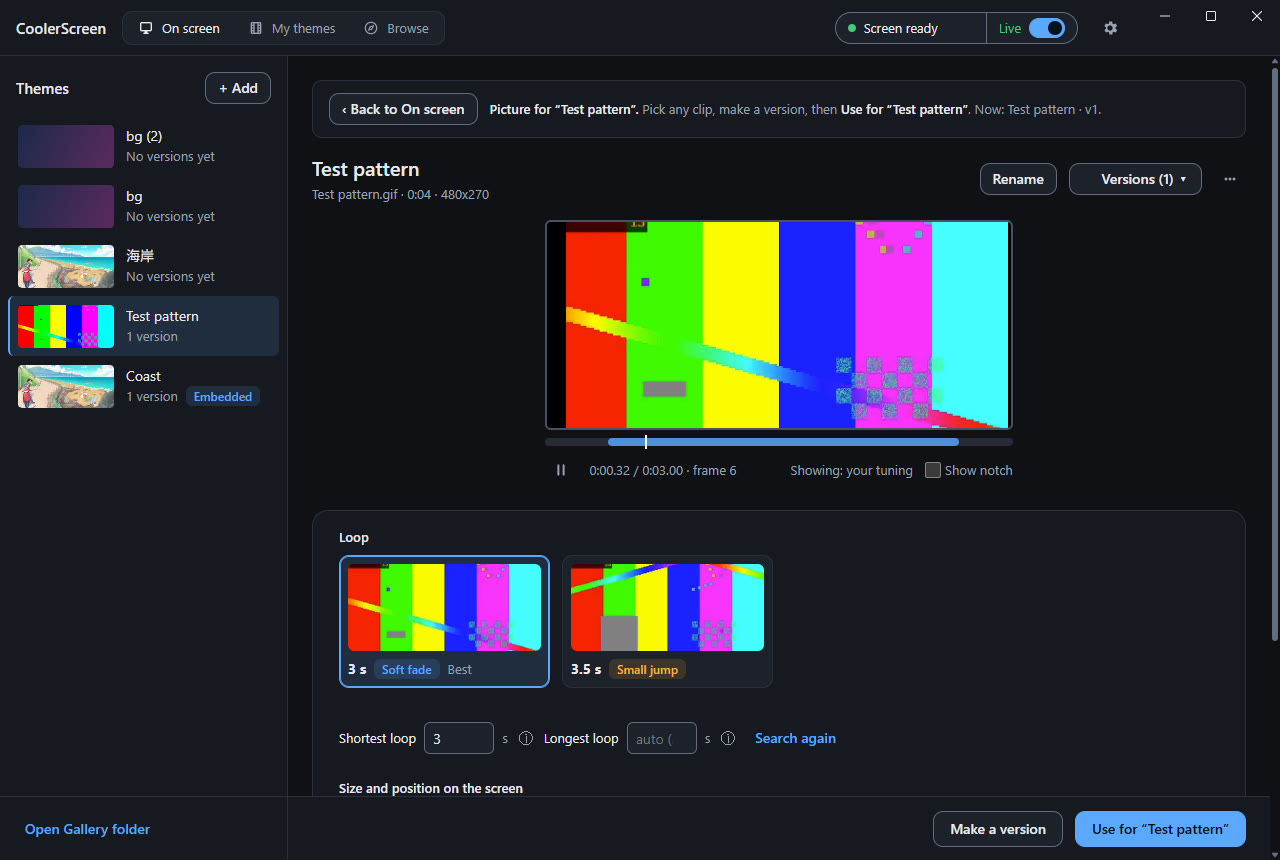 CoolerScreen
On screen
My themes
Browse
Screen ready
Live
Themes
+ Add
bg (2)
No versions yet
bg
No versions yet
海岸
No versions yet
Test pattern
1 version
Coast
1 version
Embedded
Open Gallery folder
‹ Back to On screen
Picture for “Test pattern”. Pick any clip, make a version, then Use for “Test pattern”. Now: Test pattern · v1.
Test pattern
Test pattern.gif · 0:04 · 480x270
Rename
Versions (1) ▾
0:00.32 / 0:03.00 · frame 6
Showing: your tuning
Show notch
Loop
3 s
Soft fade
Best
3.5 s
Small jump
Shortest loop
3
s
Longest loop
auto (
s
Search again
Size and position on the screen
Make a version
Use for “Test pattern”